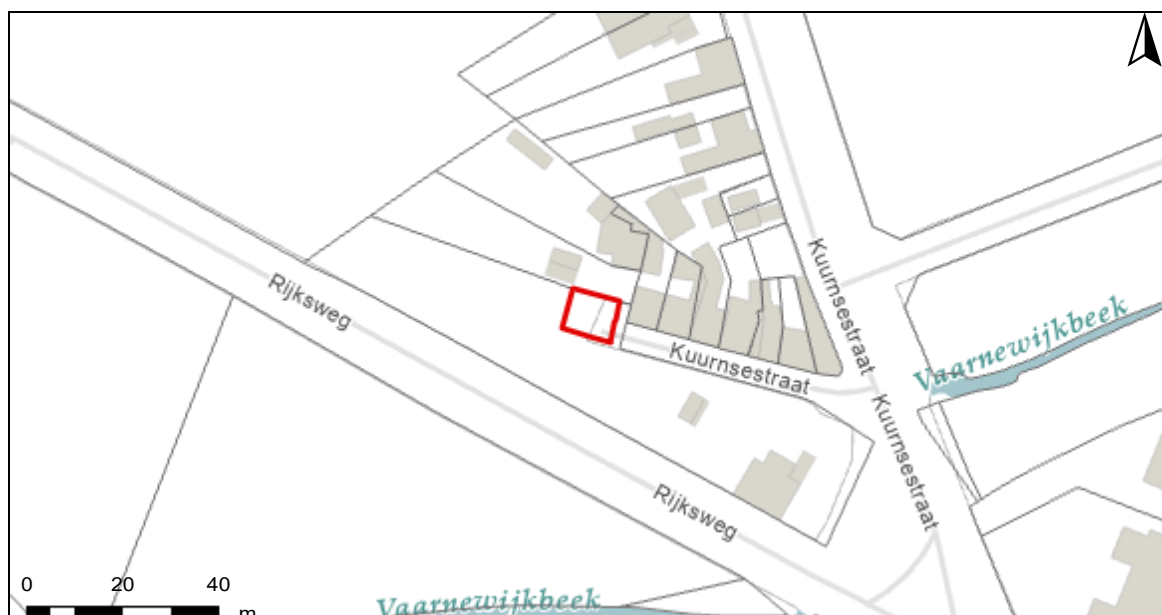 Rijksweg
Kuurnsestraat
Vaarnewijkbeek
Kuurnsestraat
Kuurnsestraat
Rijksweg
0 20 40
m
Vaarnewijkbeek